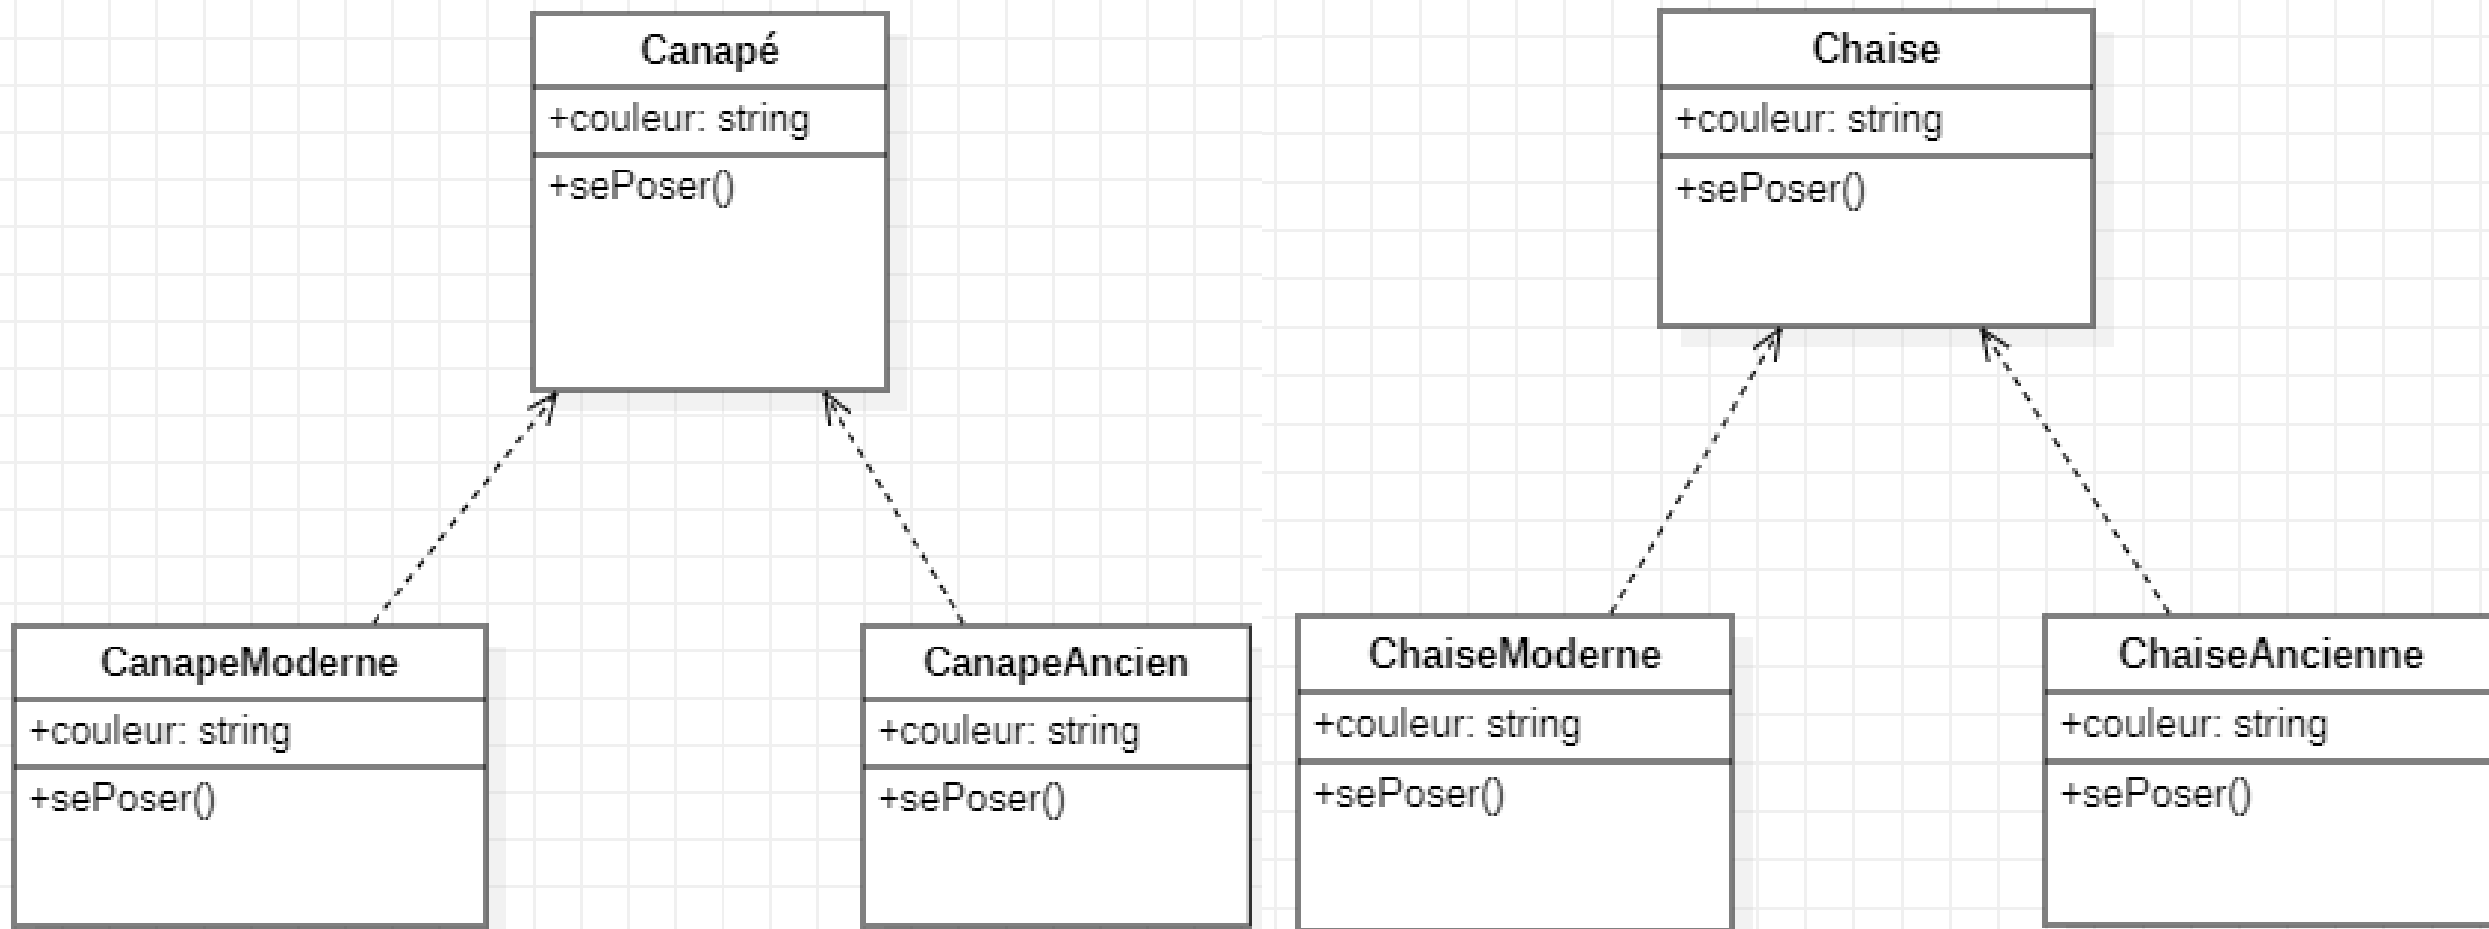 Canapé
+couleur: string
+sePoser()
Chaise
+couleur: string
+sePoser()
CanapeModerne
+couleur: string
+sePoser()
CanapeAncien
+couleur: string
+sePoser()
ChaiseModerne
+couleur: string
+sePoser()
ChaiseAncienne
+couleur: string
+sePoser()